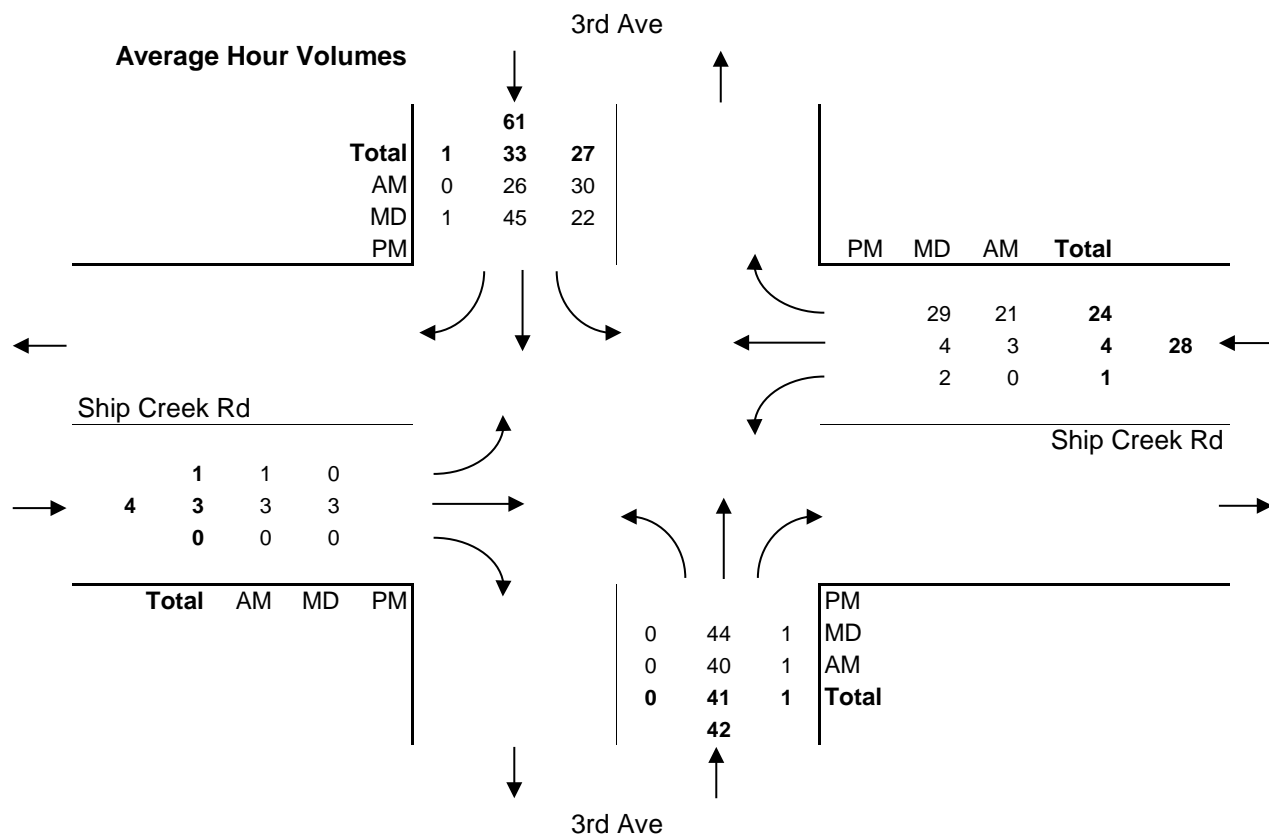 3rd Ave
Average Hour Volumes
61
Total 1 33 27
AM 0 26 30
MD 1 45 22
PM
PM MD AM Total
29 21 24
4 3 4 28
2 0 1
Ship Creek Rd
Ship Creek Rd
1 1 0
4 3 3 3
0 0 0
Total AM MD PM
PM
0 44 1 MD
0 40 1 AM
0 41 1 Total
42
3rd Ave